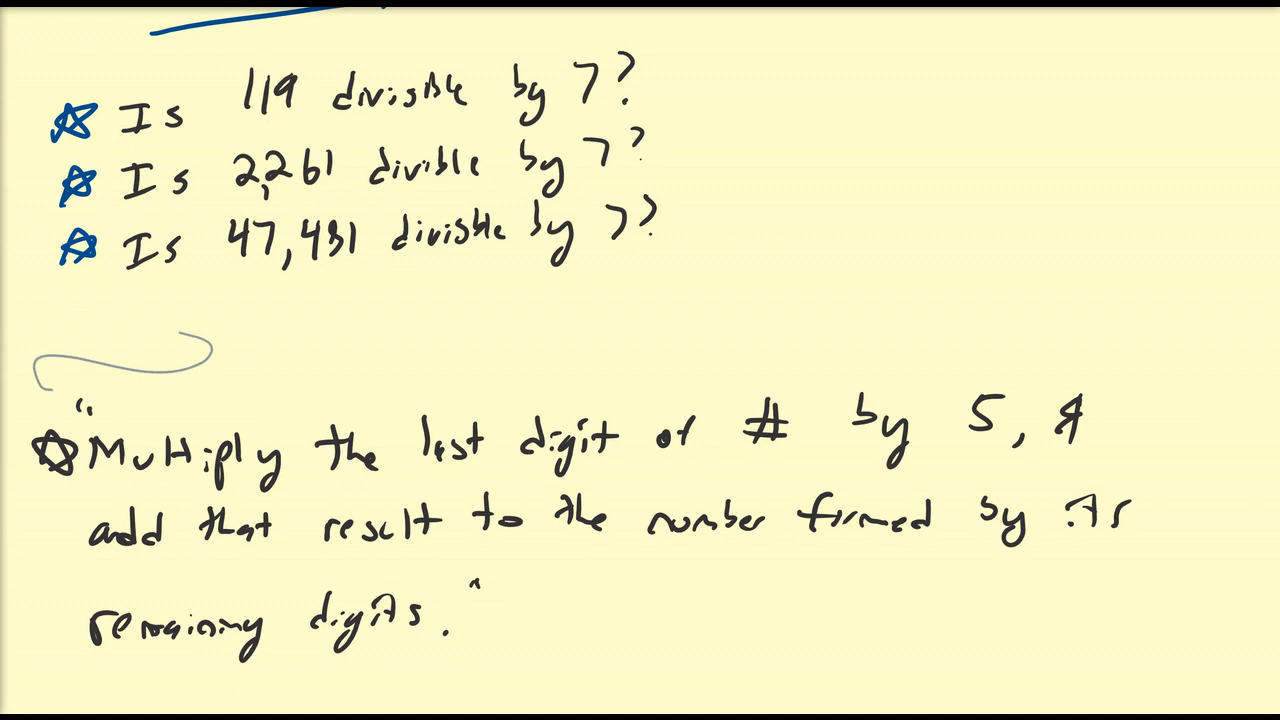 ☆ Is 119 divisible by 7?
☆ Is 2,261 divible by 7?
☆ Is 47,481 divisible by 7?
"
☆ Multiply the last digit of # by 5, &
add that result to the number formed by its
remaining digits."